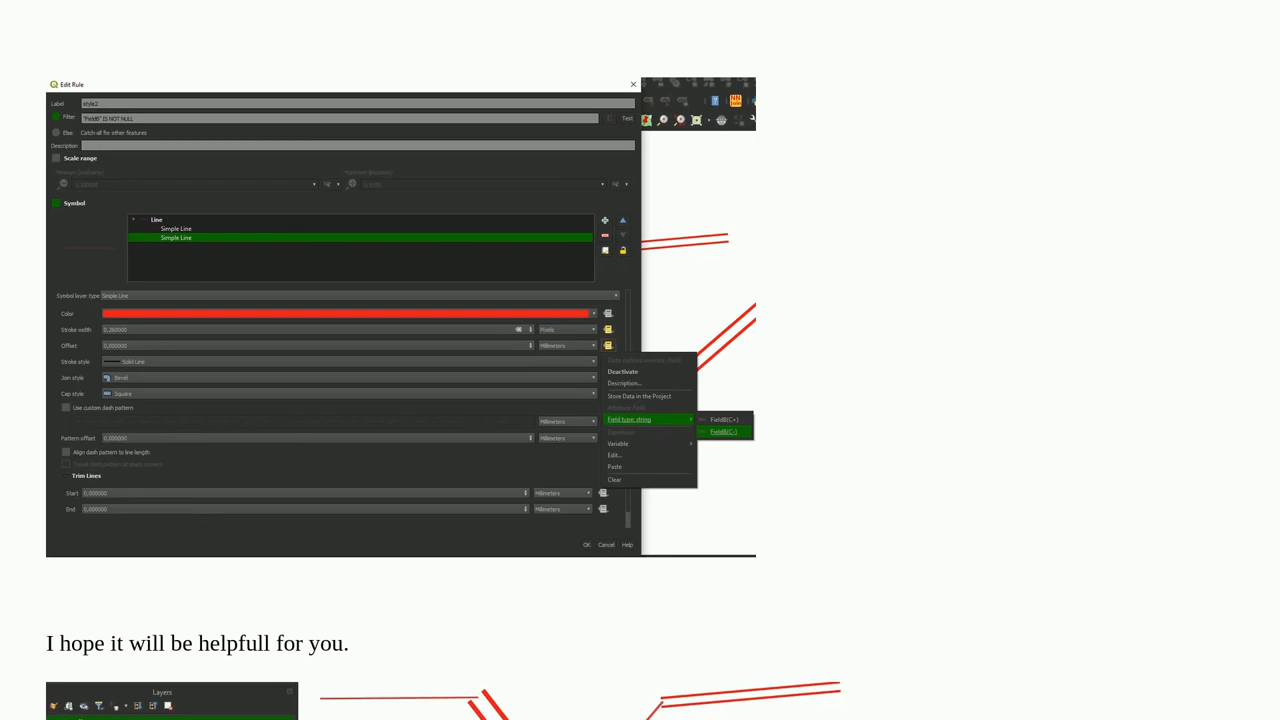 Edit Rule
Label style2
Filter "FieldB" IS NOT NULL Test
Else Catch-all for other features
Description
Scale range
Symbol
Line
Simple Line
Simple Line
Symbol layer type Simple Line
Color
Stroke width 0,260000 Pixels
Offset 0,000000 Millimeters
Stroke style Solid Line
Deactivate
Join style Bevel
Description...
Cap style Square
Store Data in the Project
Use custom dash pattern
Field type: string FieldB(C+)
Millimeters
FieldB(C-)
Pattern offset 0,000000 Millimeters
Variable
Align dash pattern to line length
Edit...
Paste
Trim Lines
Clear
Start 0,000000 Millimeters
End 0,000000 Millimeters
OK Cancel Help
I hope it will be helpfull for you.
Layers